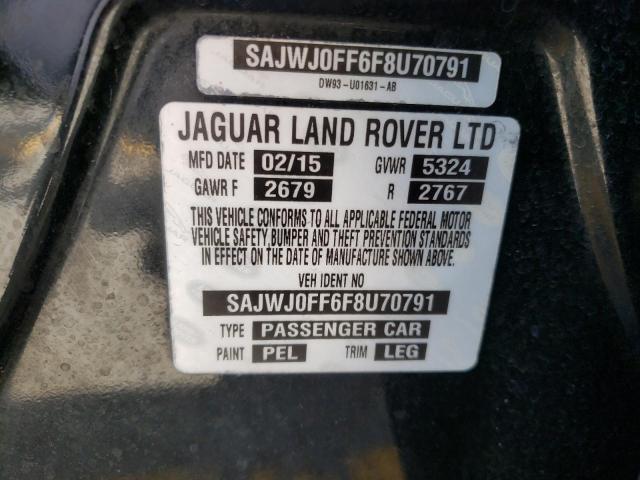 SAJWJ0FF6F8U70791
DW93-U01631-AB
JAGUAR LAND ROVER LTD
MFD DATE 02/15 GVWR 5324
GAWR F 2679 R 2767
THIS VEHICLE CONFORMS TO ALL APPLICABLE FEDERAL MOTOR
VEHICLE SAFETY,BUMPER AND THEFT PREVENTION STANDARDS
IN EFFECT ON THE DATE OF MANUFACTURE SHOWN ABOVE.
VEH IDENT NO
SAJWJ0FF6F8U70791
TYPE PASSENGER CAR
PAINT PEL TRIM LEG